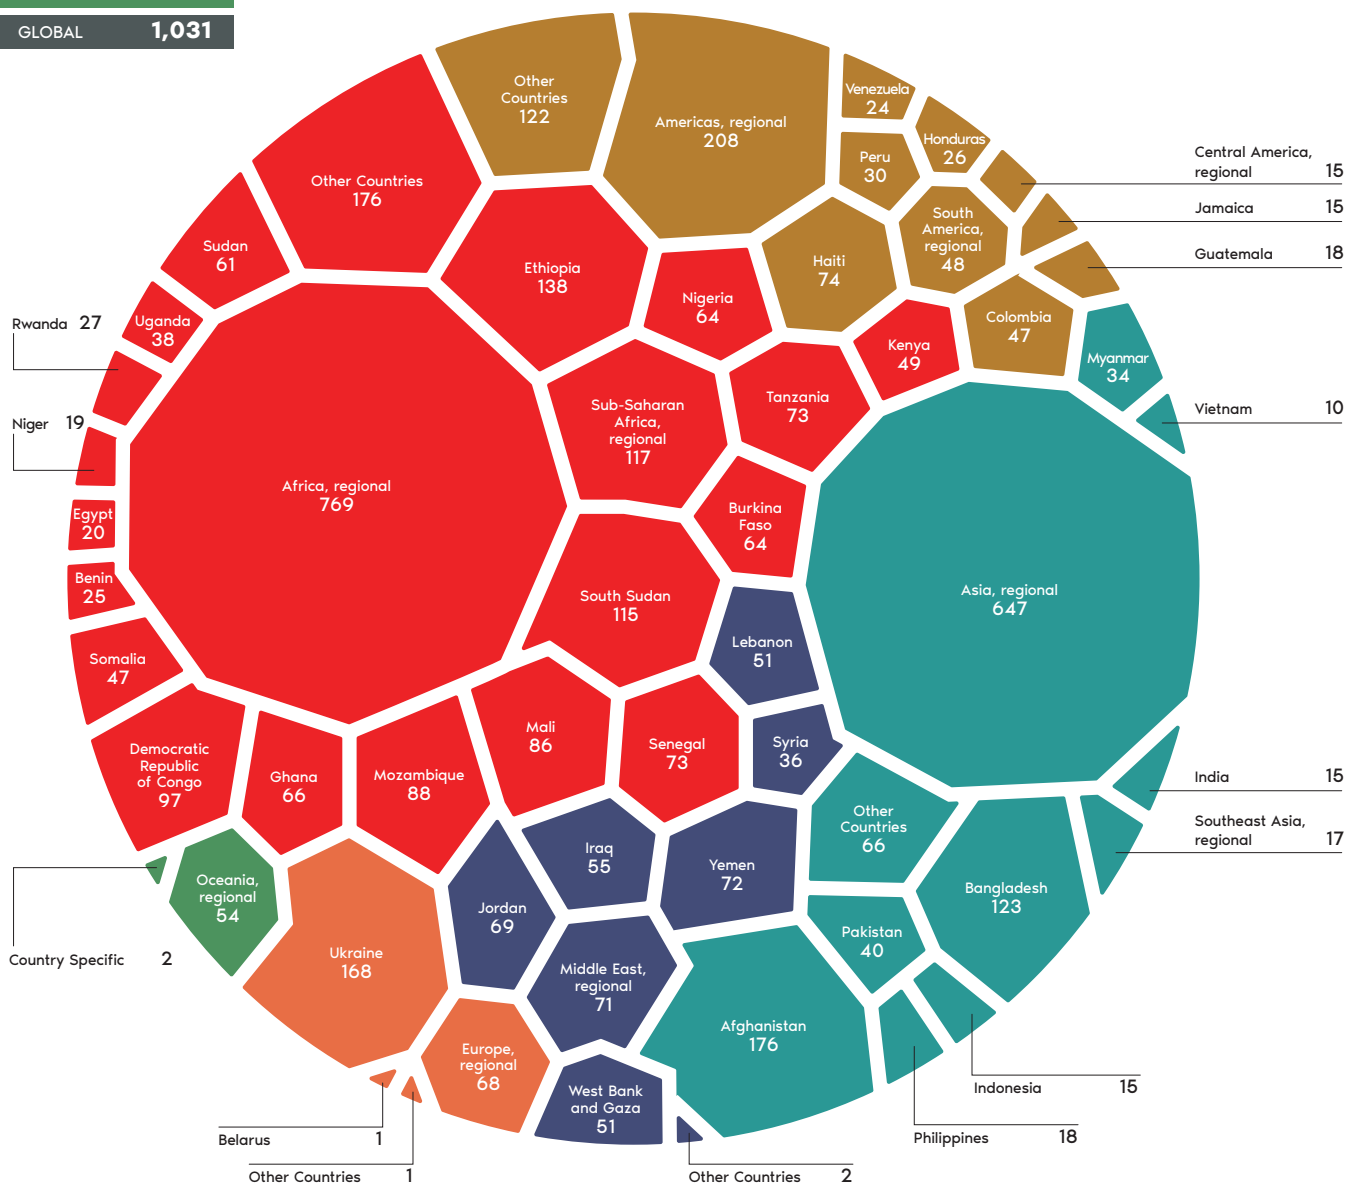 GLOBAL 1,031
Other
Countries
122
Americas, regional
208
Venezuela
24
Honduras
26
Peru
30
Central America,
regional 15
Jamaica 15
Guatemala 18
South
America,
regional
48
Haiti
74
Colombia
47
Other Countries
176
Sudan
61
Ethiopia
138
Nigeria
64
Kenya
49
Uganda
38
Rwanda 27
Niger 19
Egypt
20
Benin
25
Somalia
47
Africa, regional
769
Sub-Saharan
Africa,
regional
117
Tanzania
73
Burkina
Faso
64
South Sudan
115
Democratic
Republic
of Congo
97
Ghana
66
Mozambique
88
Mali
86
Senegal
73
Myanmar
34
Vietnam 10
Asia, regional
647
India 15
Southeast Asia,
regional 17
Other
Countries
66
Bangladesh
123
Pakistan
40
Afghanistan
176
Indonesia 15
Philippines 18
Lebanon
51
Syria
36
Iraq
55
Yemen
72
Jordan
69
Middle East,
regional
71
West Bank
and Gaza
51
Other Countries 2
Oceania,
regional
54
Country Specific 2
Ukraine
168
Europe,
regional
68
Belarus 1
Other Countries 1